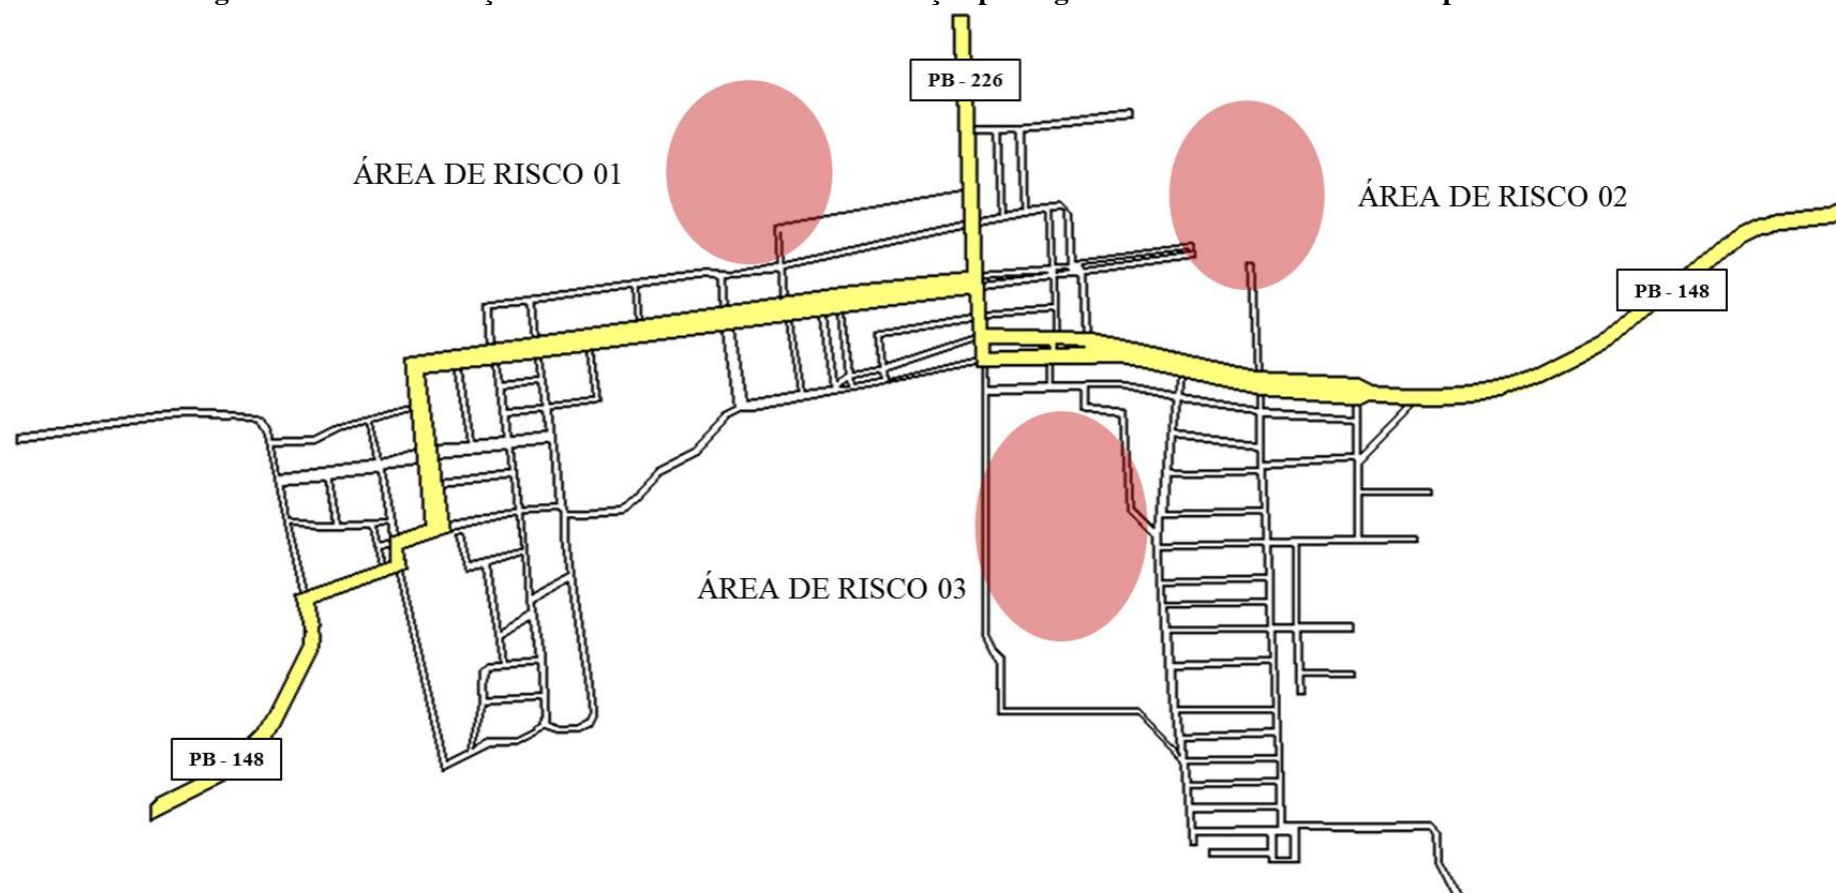 PB - 226
ÁREA DE RISCO 01
ÁREA DE RISCO 02
PB - 148
ÁREA DE RISCO 03
PB - 148